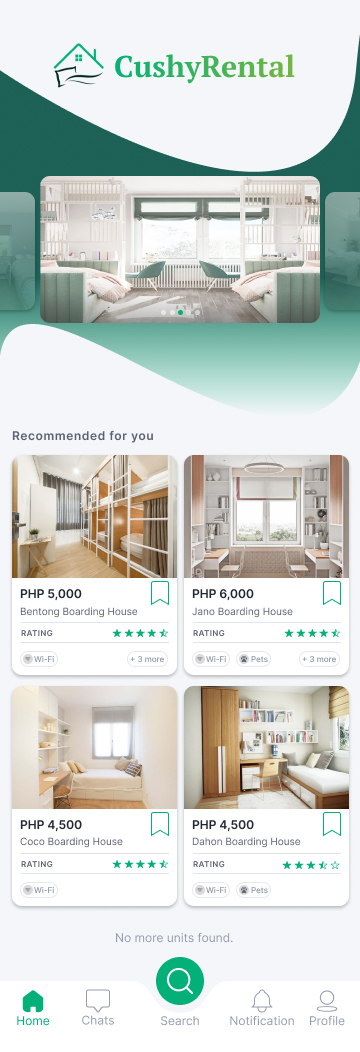 CushyRental
Recommended for you
PHP 5,000
Bentong Boarding House
RATING
Wi-Fi
+ 3 more
PHP 6,000
Jano Boarding House
RATING
Wi-Fi
Pets
+ 3 more
PHP 4,500
Coco Boarding House
RATING
Wi-Fi
PHP 4,500
Dahon Boarding House
RATING
Wi-Fi
Pets
No more units found.
Home
Chats
Search
Notification
Profile